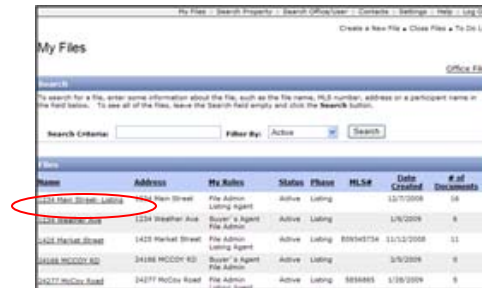 My Files | Search Property | Search Office/User | Contacts | Settings | Help | Log O
Create a New File • Close Files • To Do L
My Files
Office Fil
Search
To search for a file, enter some information about the file, such as the file name, MLS number, address or a participant name in
the field below. To see all of the files, leave the Search field empty and click the Search button.
Search Criteria: Filter By: Active Search
Files
Name Address My Roles Status Phase MLS# Date Created # of Documents
1234 Main Street- Listing 1234 Main Street File Admin Listing Agent Active Listing 12/7/2008 16
1234 Weather Ave 1234 Weather Ave Buyer's Agent File Admin Active Listing 1/9/2009 6
1425 Market Street 1425 Market Street File Admin Listing Agent Active Listing 11/12/2008 11
24166 MCCOY RD 24166 MCCOY RD Buyer's Agent File Admin Active Listing
24277 McCoy Road 24277 McCoy Road File Admin Listing Agent Active Listing 1/28/2009